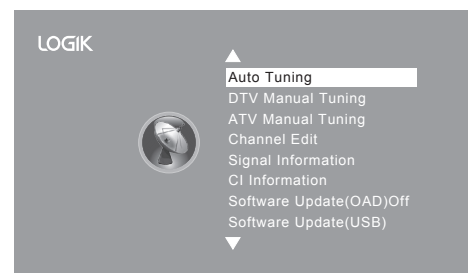 LOGIK
Auto Tuning
DTV Manual Tuning
ATV Manual Tuning
Channel Edit
Signal Information
CI Information
Software Update(OAD)Off
Software Update(USB)